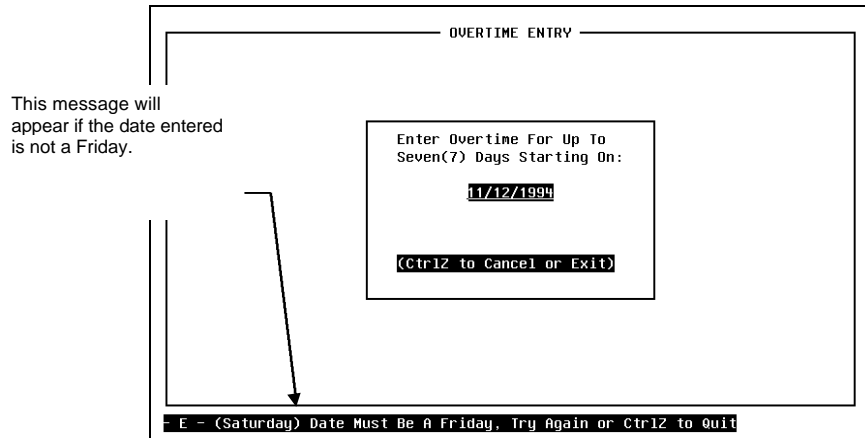 OVERTIME ENTRY
This message will
appear if the date entered
is not a Friday.
Enter Overtime For Up To
Seven(7) Days Starting On:
11/12/1994
(CtrlZ to Cancel or Exit)
- E - (Saturday) Date Must Be A Friday, Try Again or CtrlZ to Quit